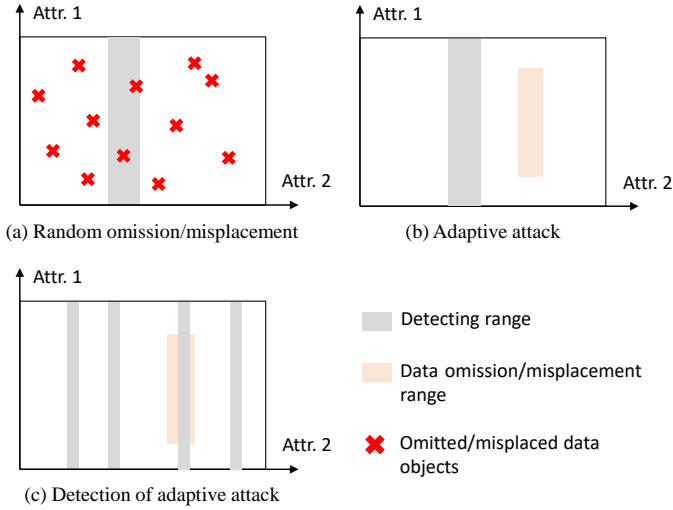 Attr. 1
Attr. 2
(a) Random omission/misplacement
Attr. 1
Attr. 2
(b) Adaptive attack
Attr. 1
Attr. 2
(c) Detection of adaptive attack
Detecting range
Data omission/misplacement
range
Omitted/misplaced data
objects